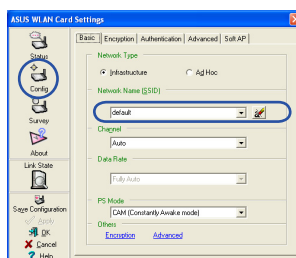 ASUS WLAN Card Settings
Basic Encryption Authentication Advanced Soft AP
Status
Config
Survey
About
Link State
Save Configuration
Apply
OK
Cancel
Help
Network Type
Infrastructure Ad Hoc
Network Name (SSID)
default
Channel
Auto
Data Rate
Fully Auto
PS Mode
CAM (Constantly Awake mode)
Others
Encryption Advanced